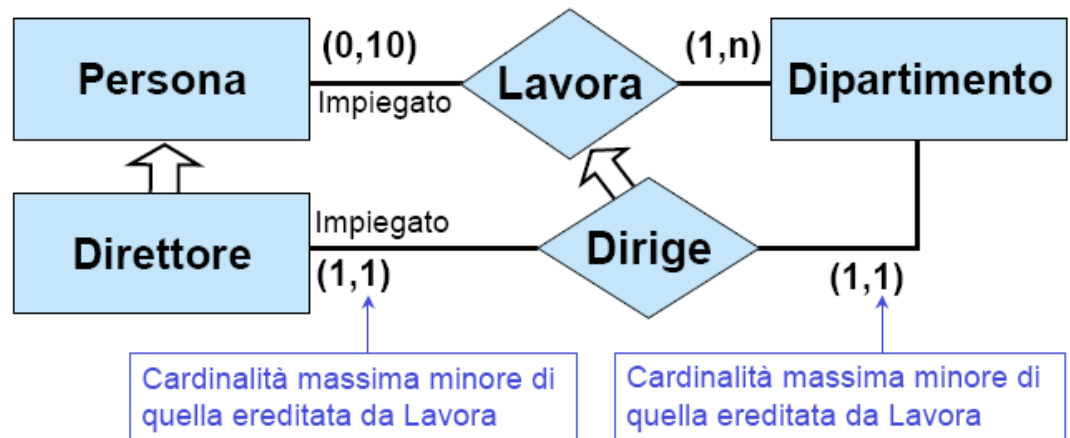 Persona
(0,10)
Impiegato
Lavora
(1,n)
Dipartimento
Direttore
Impiegato
(1,1)
Dirige
(1,1)
Cardinalità massima minore di
quella ereditata da Lavora
Cardinalità massima minore di
quella ereditata da Lavora